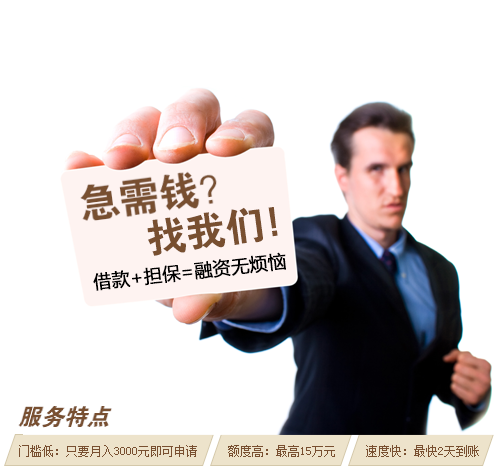 急需钱？
找我们！
借款+担保=融资无烦恼
服务特点
门槛低：只要月入3000元即可申请
额度高：最高15万元
速度快：最快2天到账